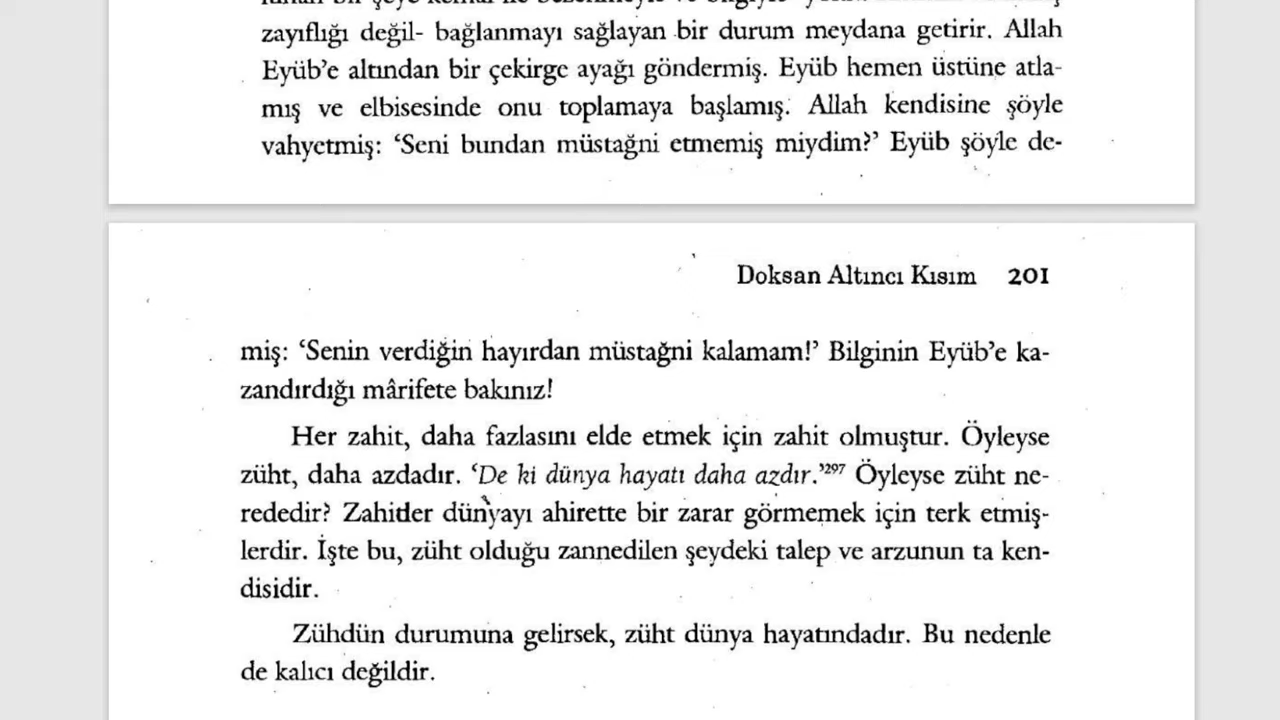 zayıflığı değil- bağlanmayı sağlayan bir durum meydana getirir. Allah
Eyüb’e altından bir çekirge ayağı göndermiş. Eyüb hemen üstüne atla-
mış ve elbisesinde onu toplamaya başlamış. Allah kendisine şöyle
vahyetmiş: ‘Seni bundan müstağni etmemiş miydim?’ Eyüb şöyle de-
Doksan Altıncı Kısım 201
miş: ‘Senin verdiğin hayırdan müstağni kalamam!’ Bilginin Eyüb’e ka-
zandırdığı mârifete bakınız!
Her zahit, daha fazlasını elde etmek için zahit olmuştur. Öyleyse
züht, daha azdadır. ‘De ki dünya hayatı daha azdır.’297 Öyleyse züht ne-
rededir? Zahitler dünyayı ahirette bir zarar görmemek için terk etmiş-
lerdir. İşte bu, züht olduğu zannedilen şeydeki talep ve arzunun ta ken-
disidir.
Zühdün durumuna gelirsek, züht dünya hayatındadır. Bu nedenle
de kalıcı değildir.